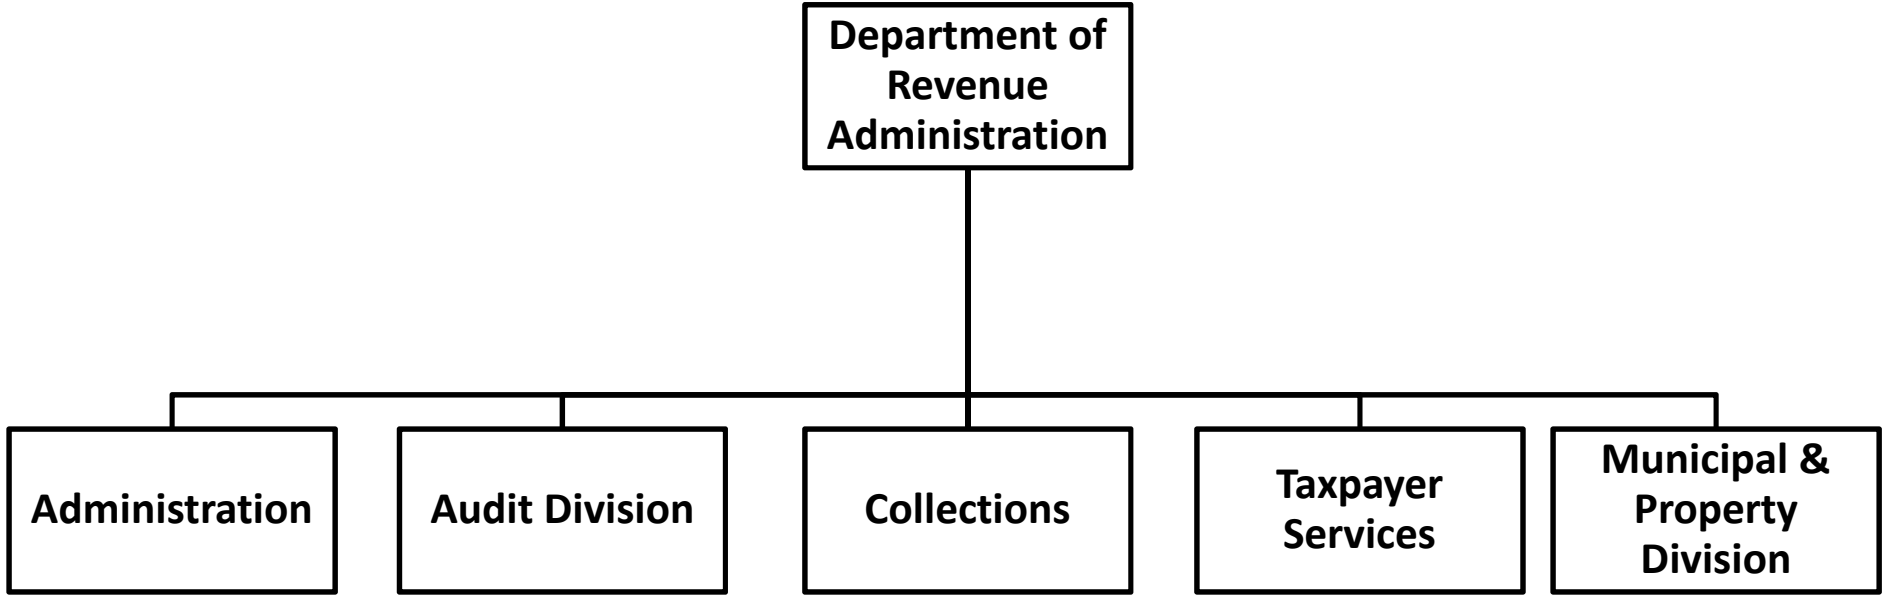 Department of
Revenue
Administration
Administration
Audit Division
Collections
Taxpayer
Services
Municipal &
Property
Division